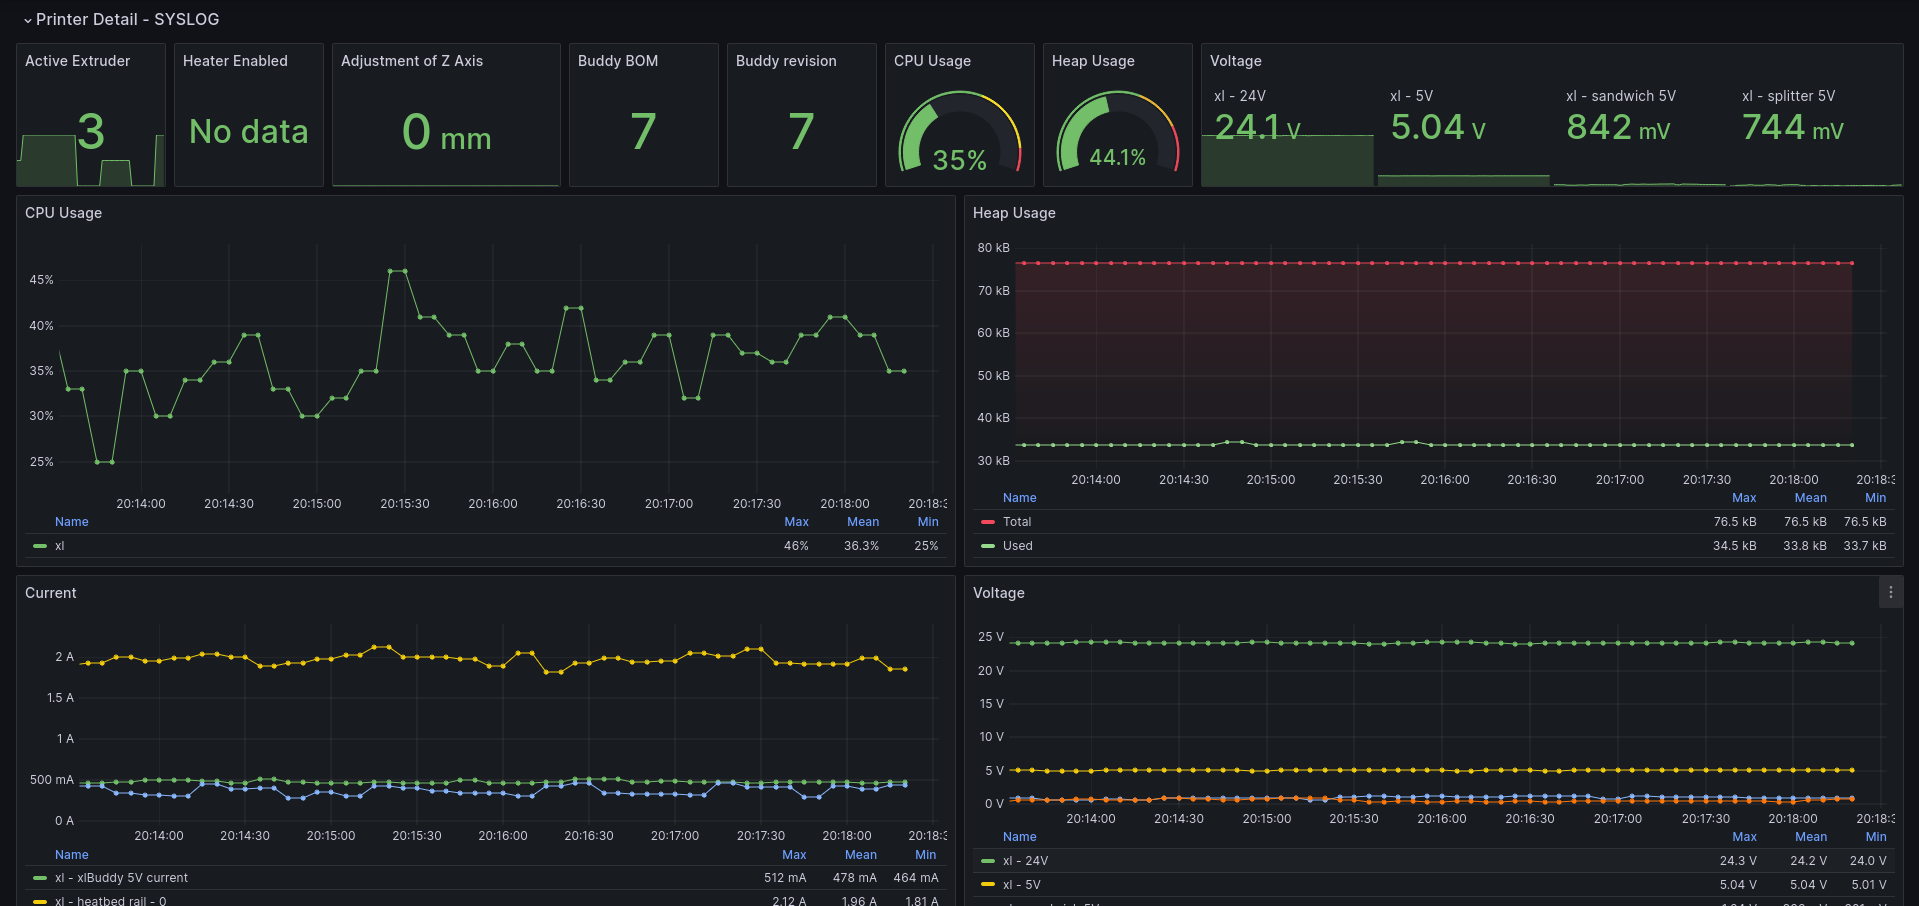 Printer Detail - SYSLOG
Active Extruder
3
Heater Enabled
No data
Adjustment of Z Axis
0 mm
Buddy BOM
7
Buddy revision
7
CPU Usage
35%
Heap Usage
44.1%
Voltage
xl - 24V
24.1 V
xl - 5V
5.04 V
xl - sandwich 5V
842 mV
xl - splitter 5V
744 mV
CPU Usage
45%
40%
35%
30%
25%
20:14:00 20:14:30 20:15:00 20:15:30 20:16:00 20:16:30 20:17:00 20:17:30 20:18:00 20:18:3
Name Max Mean Min
xl 46% 36.3% 25%
Heap Usage
80 kB
70 kB
60 kB
50 kB
40 kB
30 kB
20:14:00 20:14:30 20:15:00 20:15:30 20:16:00 20:16:30 20:17:00 20:17:30 20:18:00 20:18:3
Name Max Mean Min
Total 76.5 kB 76.5 kB 76.5 kB
Used 34.5 kB 33.8 kB 33.7 kB
Current
2 A
1.5 A
1 A
500 mA
0 A
20:14:00 20:14:30 20:15:00 20:15:30 20:16:00 20:16:30 20:17:00 20:17:30 20:18:00 20:18:3
Name Max Mean Min
xl - xlBuddy 5V current 512 mA 478 mA 464 mA
xl - heatbed rail - 0 2.12 A 1.96 A 1.81 A
Voltage
25 V
20 V
15 V
10 V
5 V
0 V
20:14:00 20:14:30 20:15:00 20:15:30 20:16:00 20:16:30 20:17:00 20:17:30 20:18:00 20:18:3
Name Max Mean Min
xl - 24V 24.3 V 24.2 V 24.0 V
xl - 5V 5.04 V 5.04 V 5.01 V